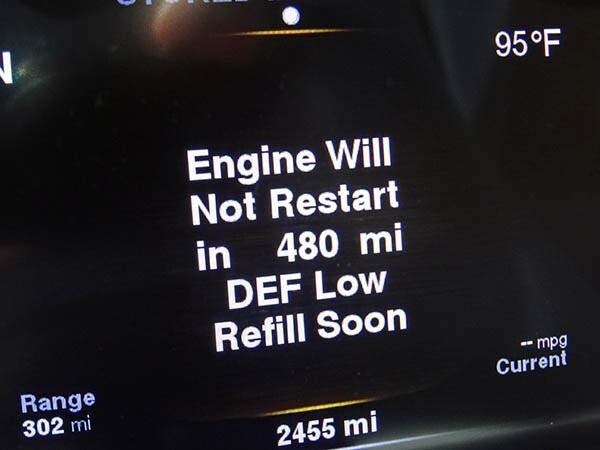 95°F
Engine Will
Not Restart
in 480 mi
DEF Low
Refill Soon
-- mpg
Current
Range
302 mi
2455 mi